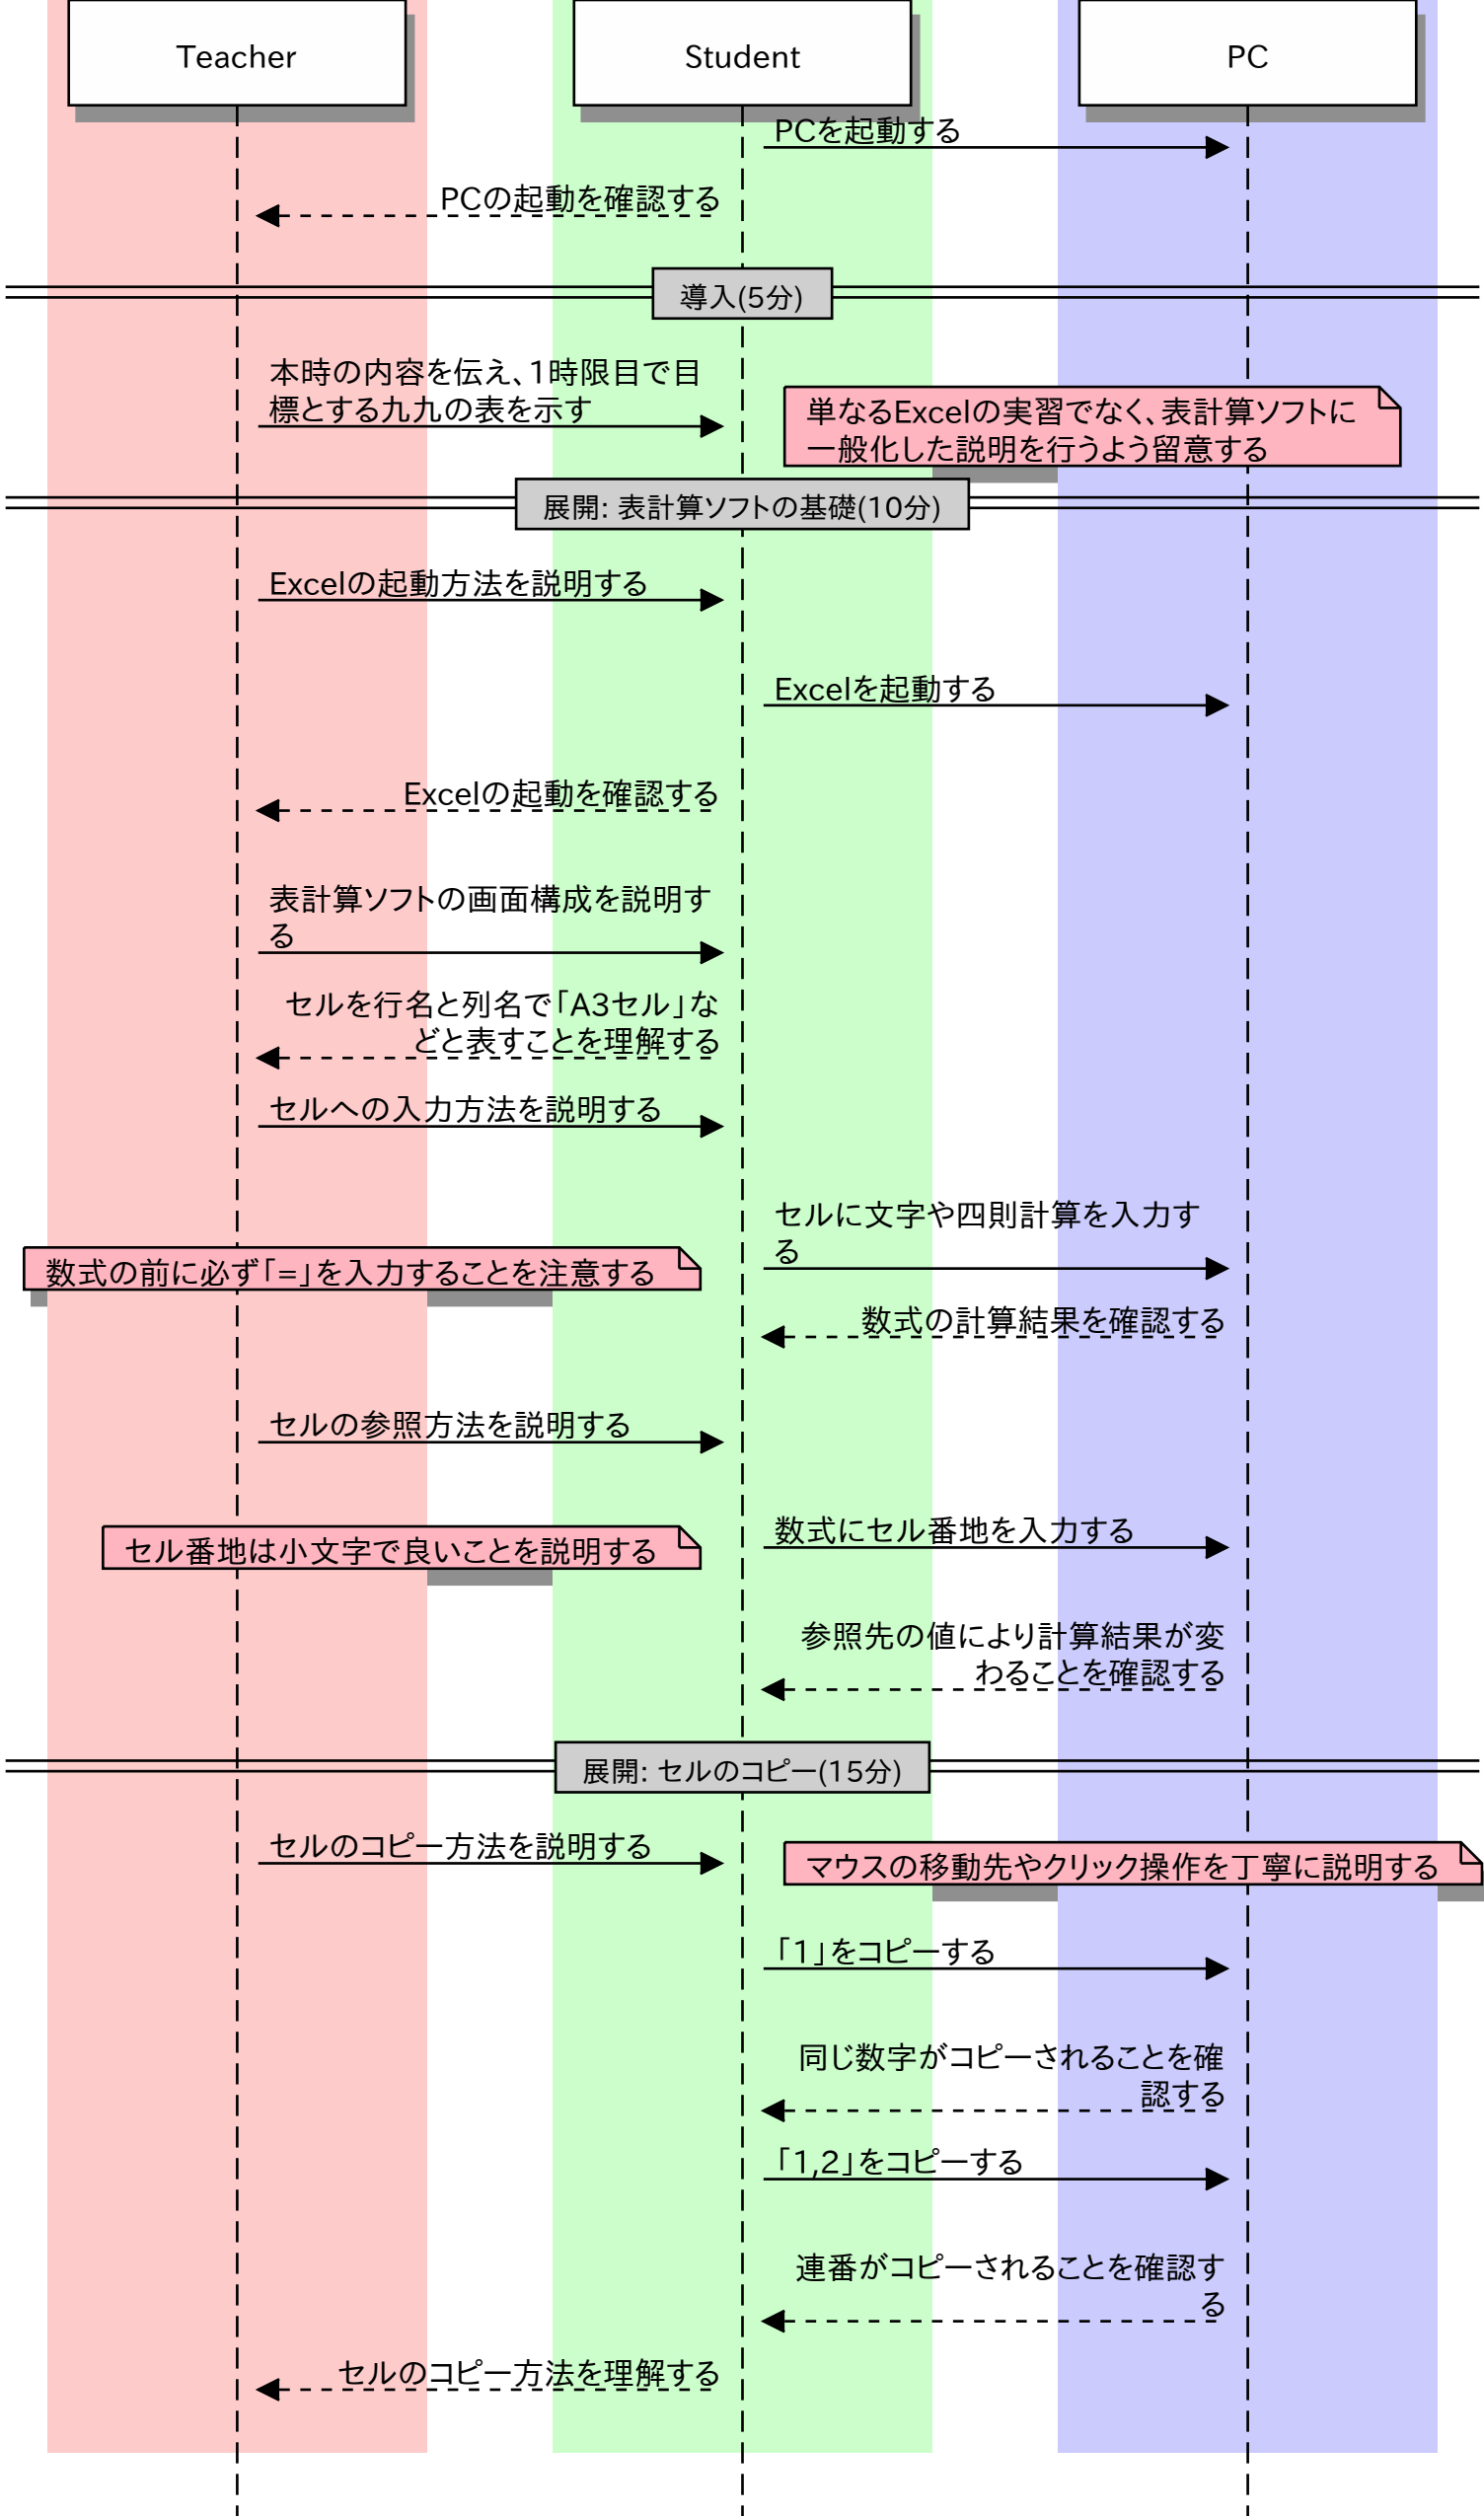 Teacher
Student
PC
PCを起動する
PCの起動を確認する
導入(5分)
本時の内容を伝え、1時限目で目
標とする九九の表を示す
単なるExcelの実習でなく、表計算ソフトに
一般化した説明を行うよう留意する
展開: 表計算ソフトの基礎(10分)
Excelの起動方法を説明する
Excelを起動する
Excelの起動を確認する
表計算ソフトの画面構成を説明す
る
セルを行名と列名で「A3セル」な
どと表すことを理解する
セルへの入力方法を説明する
セルに文字や四則計算を入力す
る
数式の前に必ず「=」を入力することを注意する
数式の計算結果を確認する
セルの参照方法を説明する
数式にセル番地を入力する
セル番地は小文字で良いことを説明する
参照先の値により計算結果が変
わることを確認する
展開: セルのコピー(15分)
セルのコピー方法を説明する
マウスの移動先やクリック操作を丁寧に説明する
「1」をコピーする
同じ数字がコピーされることを確
認する
「1,2」をコピーする
連番がコピーされることを確認す
る
セルのコピー方法を理解する